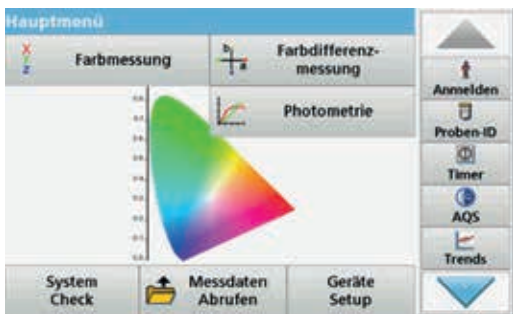 Hauptmenü
Farbmessung
Farbdifferenz-
messung
Photometrie
System
Check
Messdaten
Abrufen
Geräte
Setup
Anmelden
Proben-ID
Timer
AQS
Trends